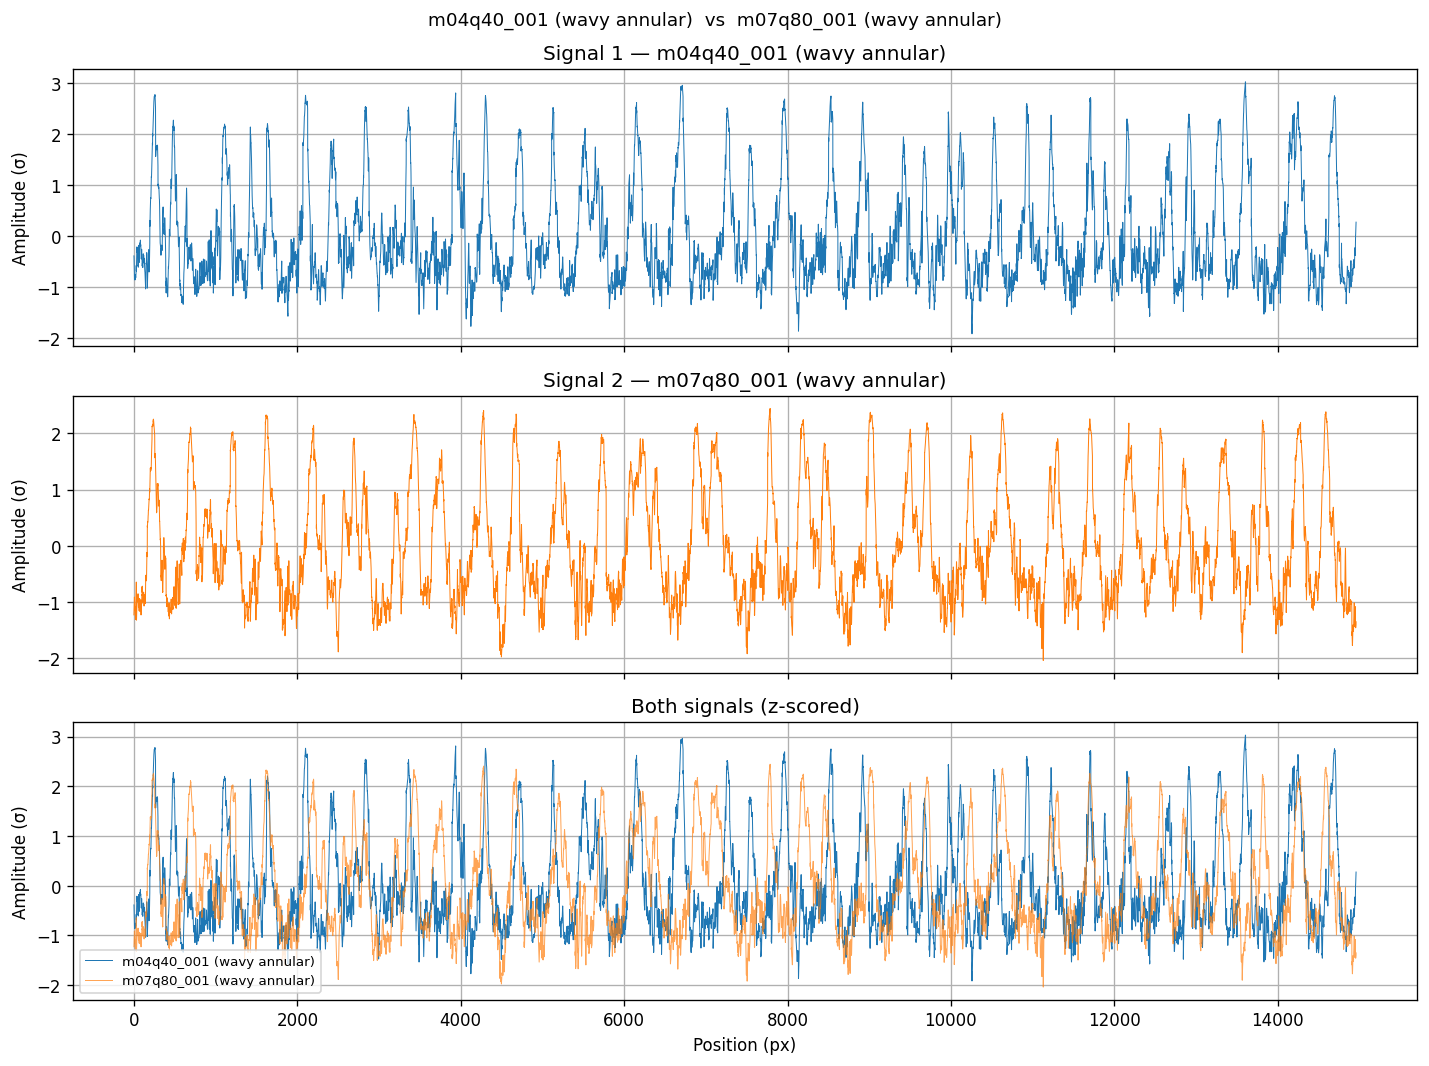 m04q40_001 (wavy annular)  vs  m07q80_001 (wavy annular)
Signal 1 — m04q40_001 (wavy annular)
3
2
1
0
−1
−2
Amplitude (σ)
Signal 2 — m07q80_001 (wavy annular)
2
1
0
−1
−2
Amplitude (σ)
Both signals (z-scored)
3
2
1
0
−1
−2
Amplitude (σ)
m04q40_001 (wavy annular)
m07q80_001 (wavy annular)
0 2000 4000 6000 8000 10000 12000 14000
Position (px)